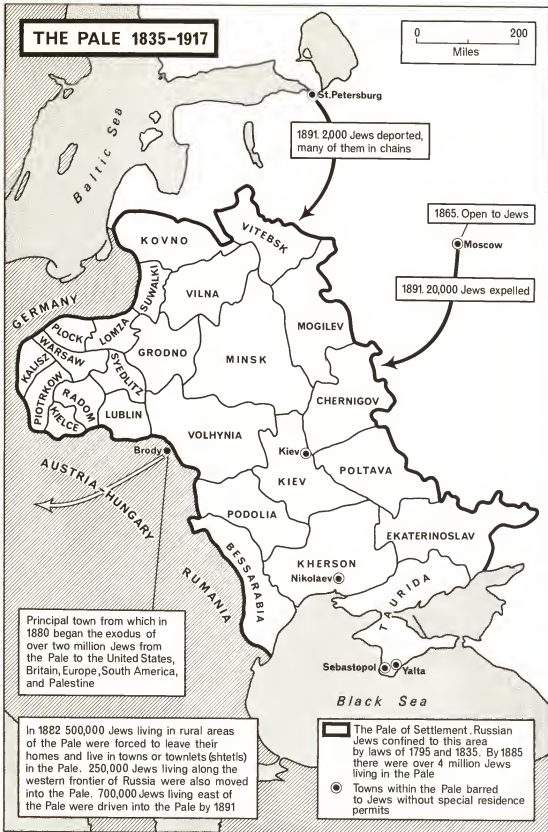 THE PALE 1835-1917
0 200
Miles
St. Petersburg
1891. 2,000 Jews deported,
many of them in chains
Baltic Sea
1865. Open to Jews
Moscow
1891. 20,000 Jews expelled
KOVNO
VITEBSK
SUWALKI
VILNA
GERMANY
MOGILEV
PLOCK
LOMZA
WARSAW
GRODNO
MINSK
KALISZ
SYEDLITZ
PIOTRKOW
RADOM
CHERNIGOV
KIELCE
LUBLIN
VOLHYNIA
Brody
Kiev
POLTAVA
AUSTRIA-HUNGARY
KIEV
PODOLIA
EKATERINOSLAV
BESSARABIA
KHERSON
Nikolaev
RUMANIA
TAURIDA
Principal town from which in
1880 began the exodus of
over two million Jews from
the Pale to the United States,
Britain, Europe, South America,
and Palestine
Sebastopol
Yalta
Black Sea
In 1882 500,000 Jews living in rural areas
of the Pale were forced to leave their
homes and live in towns or townlets (shtetls)
in the Pale. 250,000 Jews living along the
western frontier of Russia were also moved
into the Pale. 700,000 Jews living east of
the Pale were driven into the Pale by 1891
The Pale of Settlement. Russian
Jews confined to this area
by laws of 1795 and 1835. By 1885
there were over 4 million Jews
living in the Pale
Towns within the Pale barred
to Jews without special residence
permits